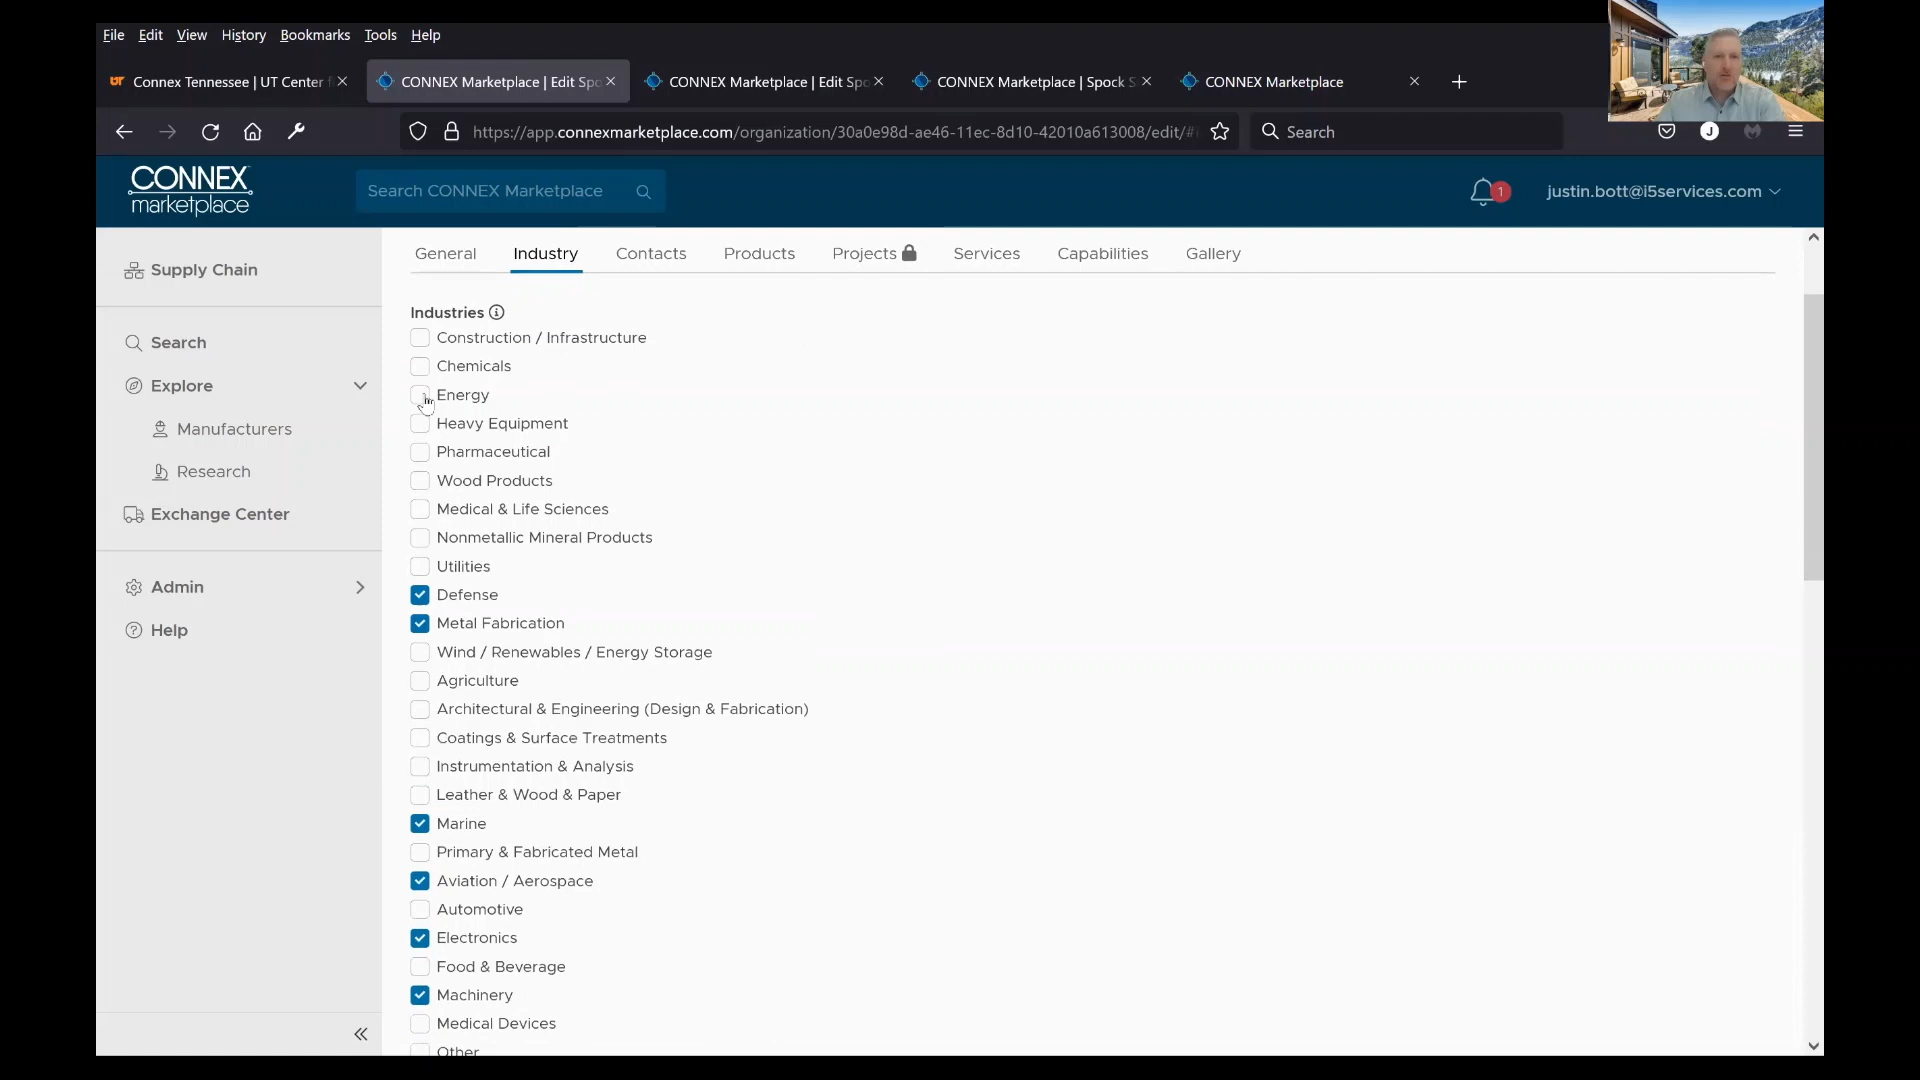 File Edit View History Bookmarks Tools Help
Connex Tennessee | UT Center f
CONNEX Marketplace | Edit Spo
CONNEX Marketplace | Edit Spo
CONNEX Marketplace | Spock S
CONNEX Marketplace
https://app.connexmarketplace.com/organization/30a0e98d-ae46-11ec-8d10-42010a613008/edit/#
Search
J
CONNEX
marketplace
Search CONNEX Marketplace
1
justin.bott@i5services.com
Supply Chain
Search
Explore
Manufacturers
Research
Exchange Center
Admin
Help
General Industry Contacts Products Projects Services Capabilities Gallery
Industries
Construction / Infrastructure
Chemicals
Energy
Heavy Equipment
Pharmaceutical
Wood Products
Medical & Life Sciences
Nonmetallic Mineral Products
Utilities
Defense
Metal Fabrication
Wind / Renewables / Energy Storage
Agriculture
Architectural & Engineering (Design & Fabrication)
Coatings & Surface Treatments
Instrumentation & Analysis
Leather & Wood & Paper
Marine
Primary & Fabricated Metal
Aviation / Aerospace
Automotive
Electronics
Food & Beverage
Machinery
Medical Devices
Other